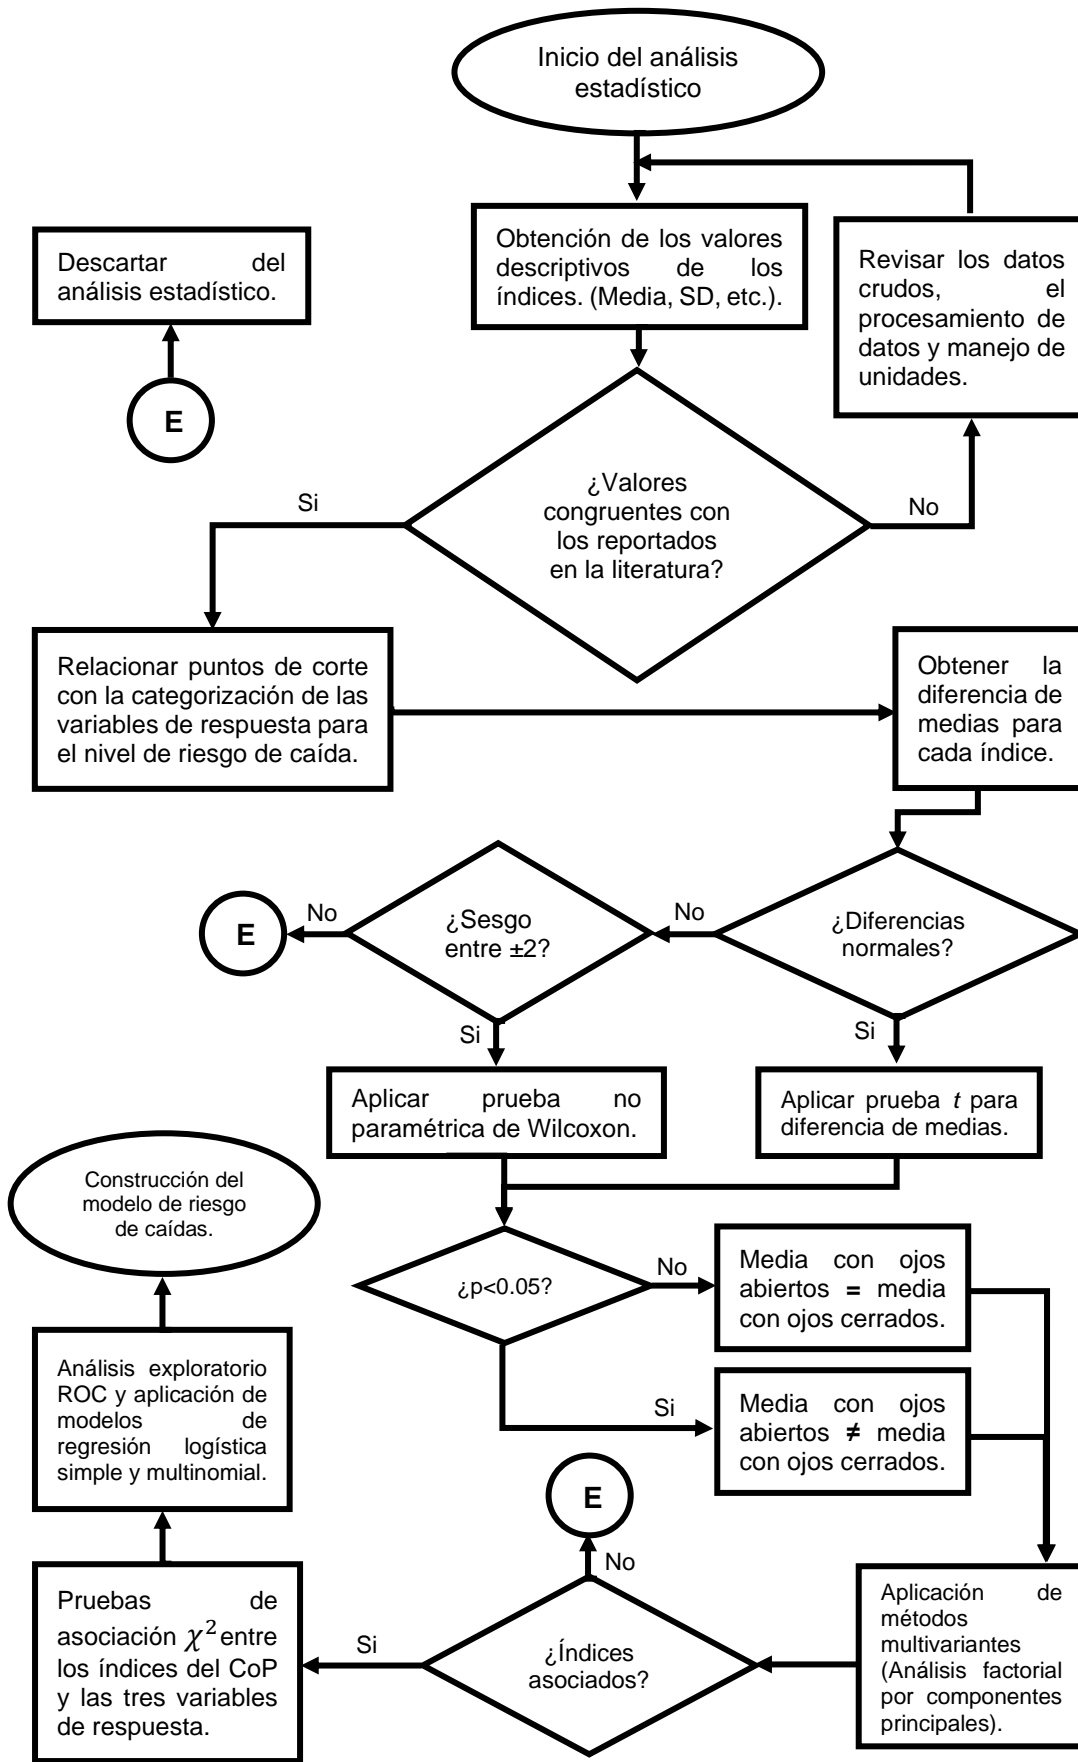 Inicio del análisis
estadístico
Obtención de los valores
descriptivos de los
índices. (Media, SD, etc.).
Revisar los datos
crudos, el
procesamiento de
datos y manejo de
unidades.
Descartar del
análisis estadístico.
E
¿Valores
congruentes con
los reportados
en la literatura?
Si
No
Relacionar puntos de corte
con la categorización de las
variables de respuesta para
el nivel de riesgo de caída.
Obtener la
diferencia de
medias para
cada índice.
¿Diferencias
normales?
No
¿Sesgo
entre ±2?
No
E
Si
Si
Aplicar prueba no
paramétrica de Wilcoxon.
Aplicar prueba t para
diferencia de medias.
¿p<0.05?
No
Media con ojos
abiertos = media
con ojos cerrados.
Si
Media con ojos
abiertos ≠ media
con ojos cerrados.
Aplicación de
métodos
multivariantes
(Análisis factorial
por componentes
principales).
¿Índices
asociados?
No
E
Si
Pruebas de
asociación χ² entre
los índices del CoP
y las tres variables
de respuesta.
Análisis exploratorio
ROC y aplicación de
modelos de
regresión logística
simple y multinomial.
Construcción del
modelo de riesgo
de caídas.